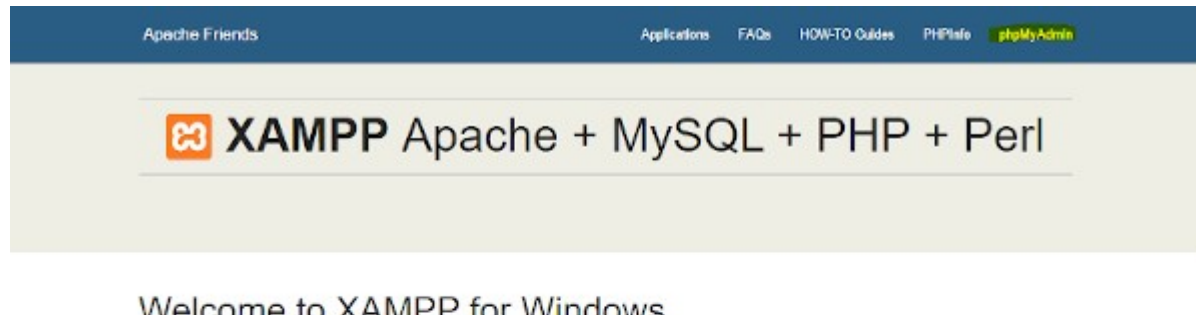 Apache Friends Applications FAQs HOW-TO Guides PHPInfo phpMyAdmin
XAMPP Apache + MySQL + PHP + Perl
Welcome to XAMPP for Windows